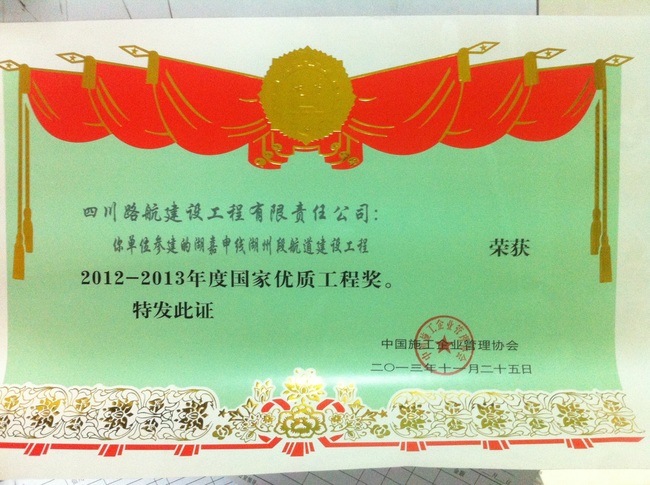 四川路航建设工程有限责任公司：
你单位参建的湖嘉申线湖州段航道建设工程 荣获
2012-2013年度国家优质工程奖。
特发此证
中国施工企业管理协会
二〇一三年十一月二十五日